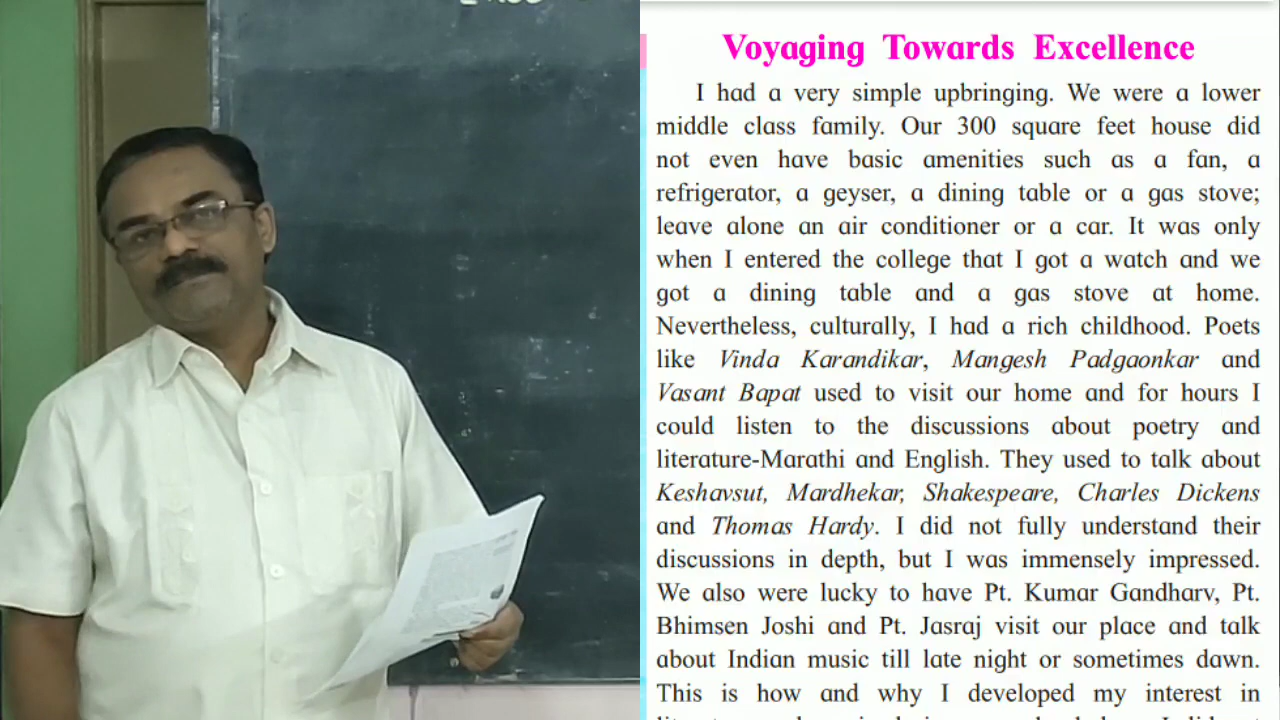 Voyaging Towards Excellence
I had a very simple upbringing. We were a lower
middle class family. Our 300 square feet house did
not even have basic amenities such as a fan, a
refrigerator, a geyser, a dining table or a gas stove;
leave alone an air conditioner or a car. It was only
when I entered the college that I got a watch and we
got a dining table and a gas stove at home.
Nevertheless, culturally, I had a rich childhood. Poets
like Vinda Karandikar, Mangesh Padgaonkar and
Vasant Bapat used to visit our home and for hours I
could listen to the discussions about poetry and
literature-Marathi and English. They used to talk about
Keshavsut, Mardhekar, Shakespeare, Charles Dickens
and Thomas Hardy. I did not fully understand their
discussions in depth, but I was immensely impressed.
We also were lucky to have Pt. Kumar Gandharv, Pt.
Bhimsen Joshi and Pt. Jasraj visit our place and talk
about Indian music till late night or sometimes dawn.
This is how and why I developed my interest in